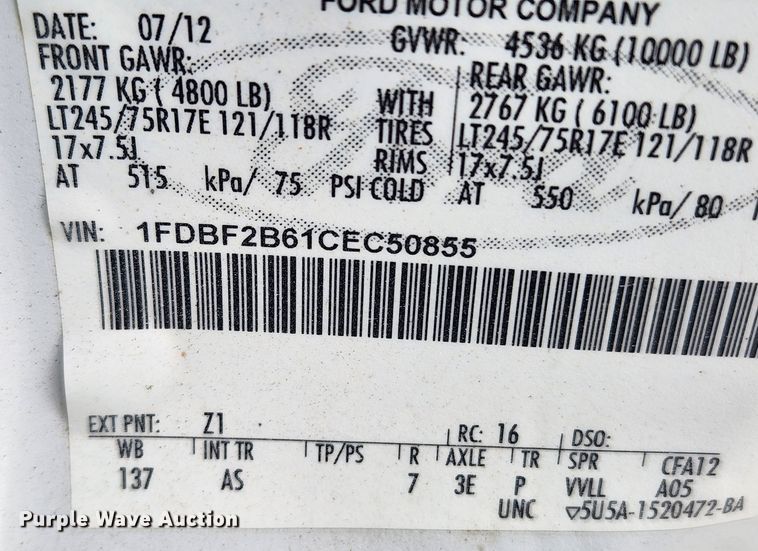 FORD MOTOR COMPANY
DATE: 07/12 GVWR: 4536 KG (10000 LB)
FRONT GAWR: REAR GAWR:
2177 KG ( 4800 LB) WITH 2767 KG ( 6100 LB)
LT245/75R17E 121/118R TIRES LT245/75R17E 121/118R
17x7.5J RIMS 17x7.5J
AT 515 kPa/ 75 PSI COLD AT 550 kPa/ 80
VIN: 1FDBF2B61CEC50855
EXT PNT: Z1 RC: 16 DSO:
WB INT TR TP/PS R AXLE TR SPR CFA12
137 AS 7 3E P VVLL A05
UNC ▽5U5A-1520472-BA
Purple Wave Auction